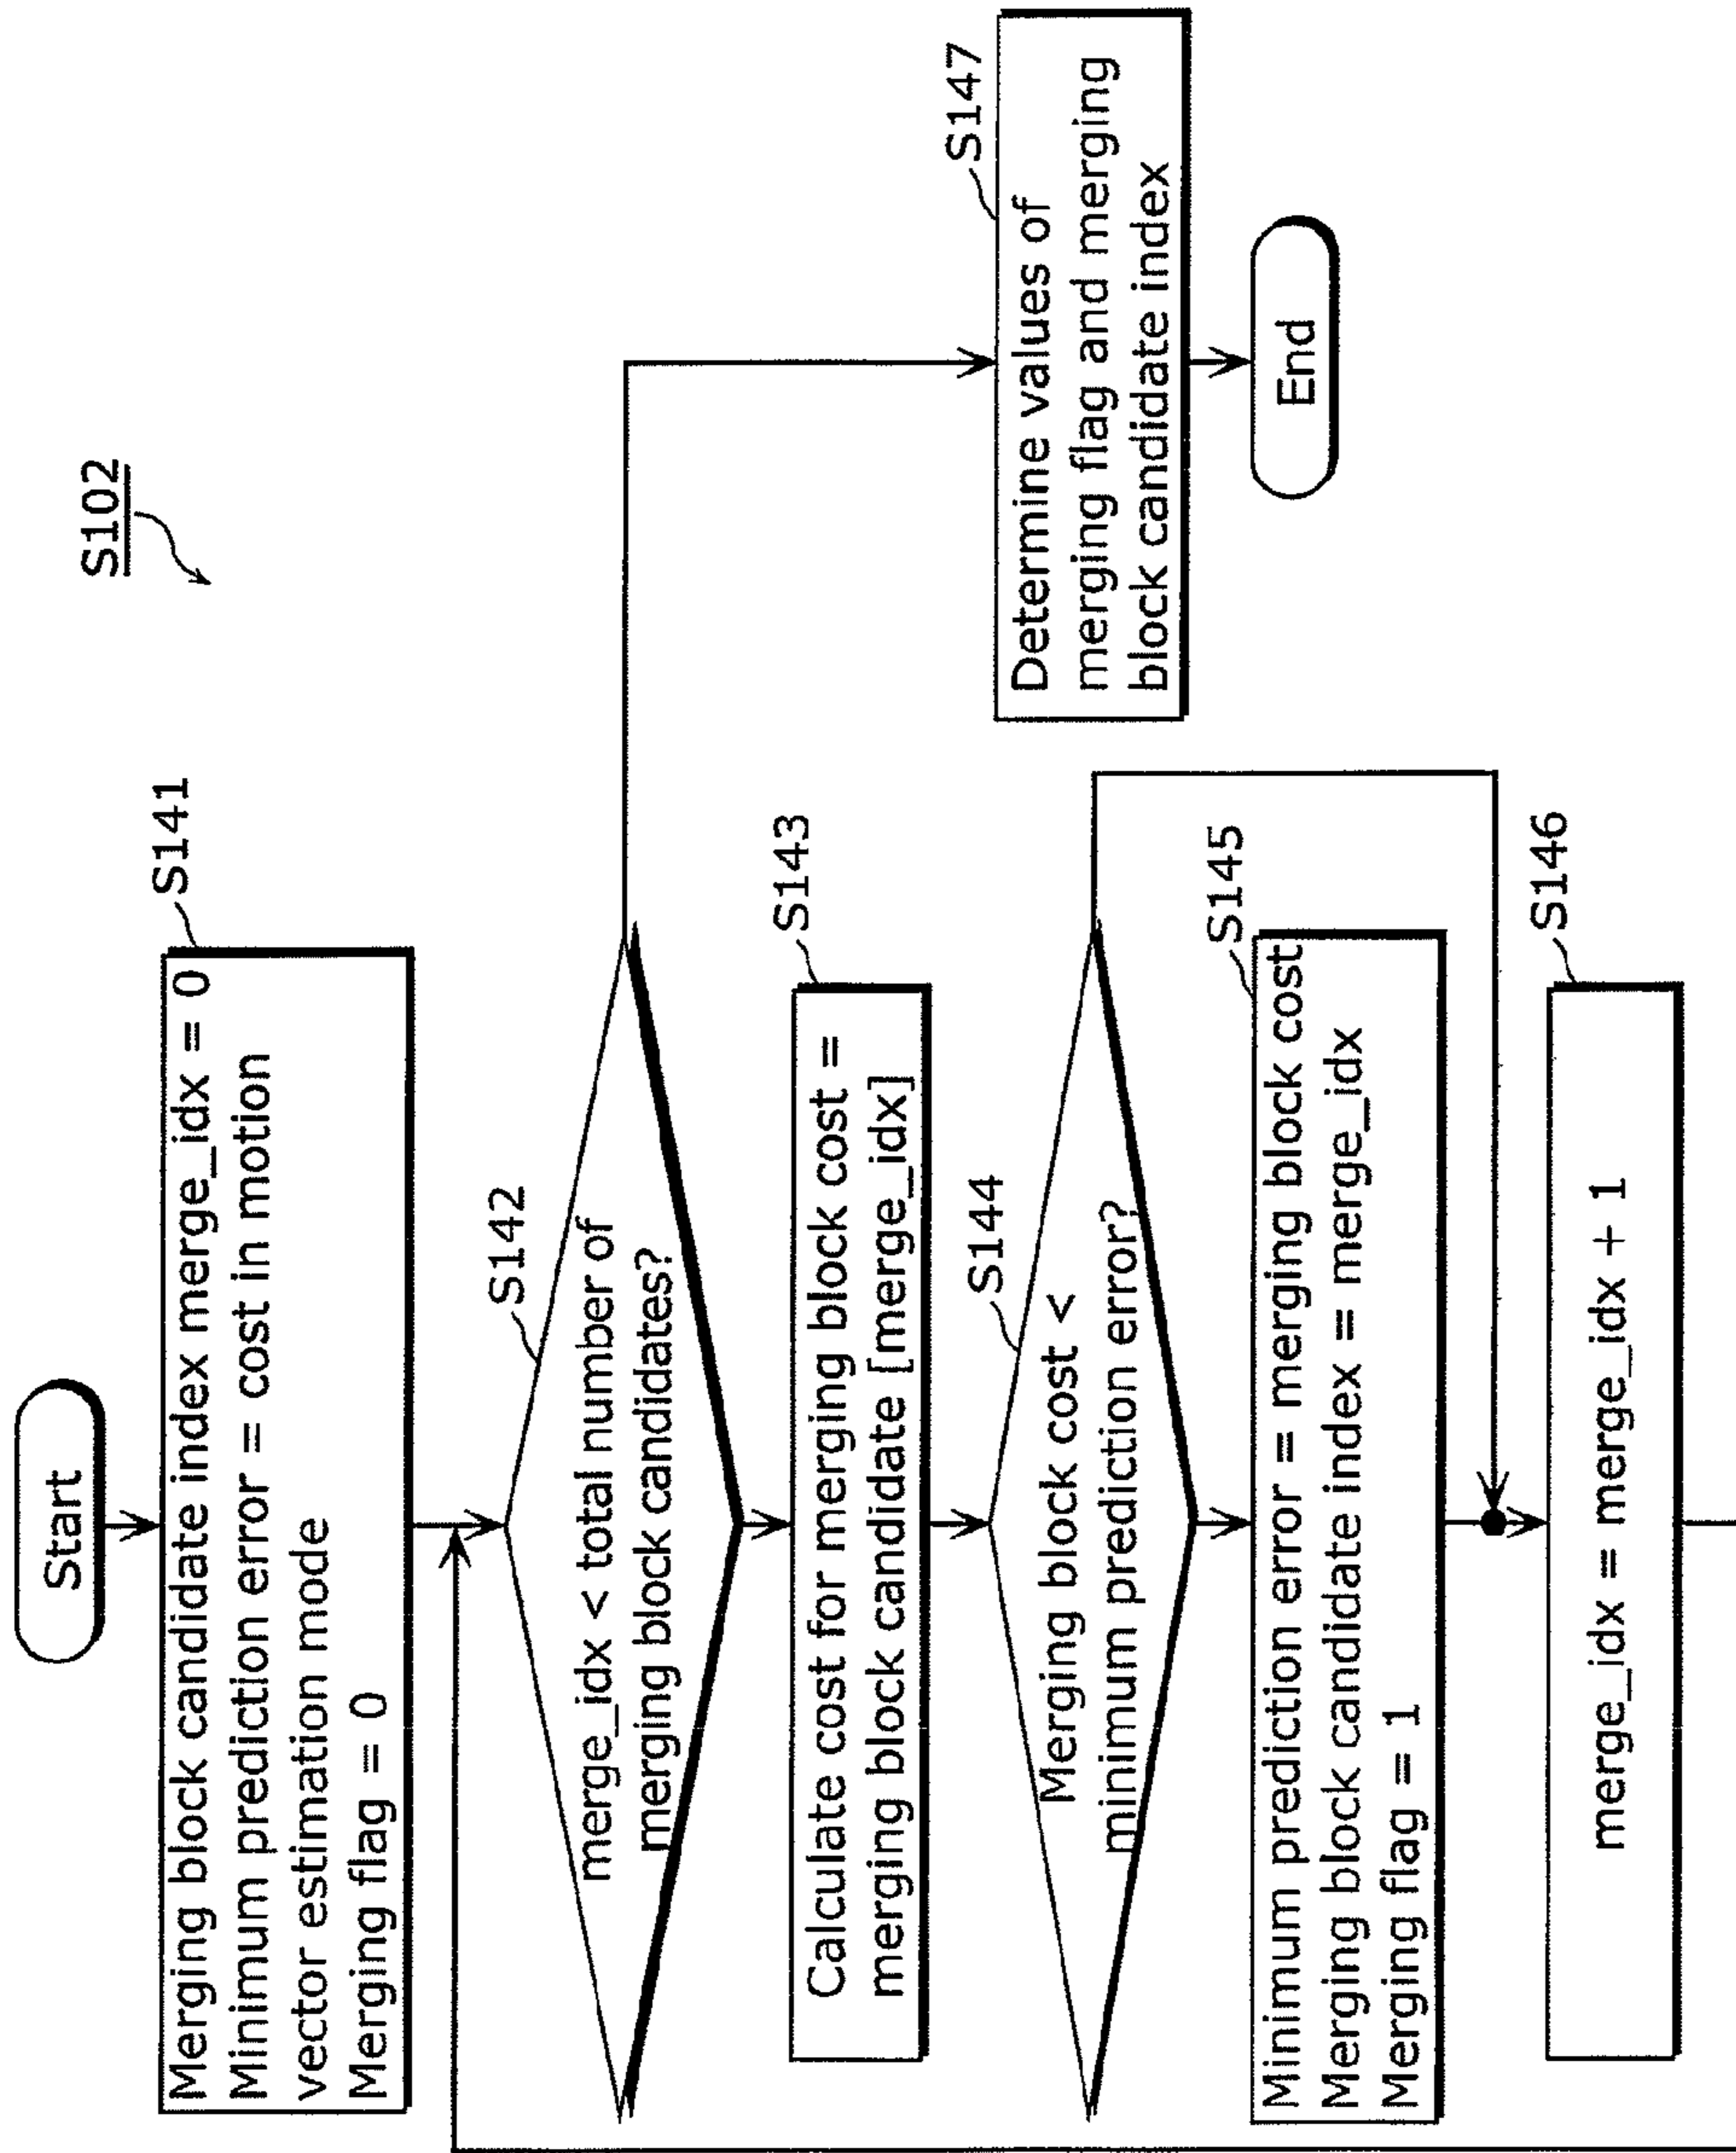 S102
Start
S141
Merging block candidate index merge_idx = 0
Minimum prediction error = cost in motion
vector estimation mode
Merging flag = 0
S142
merge_idx < total number of
merging block candidates?
S143
Calculate cost for merging block cost =
merging block candidate [merge_idx]
S144
Merging block cost <
minimum prediction error?
S145
Minimum prediction error = merging block cost
Merging block candidate index = merge_idx
Merging flag = 1
S146
merge_idx = merge_idx + 1
S147
Determine values of
merging flag and merging
block candidate index
End